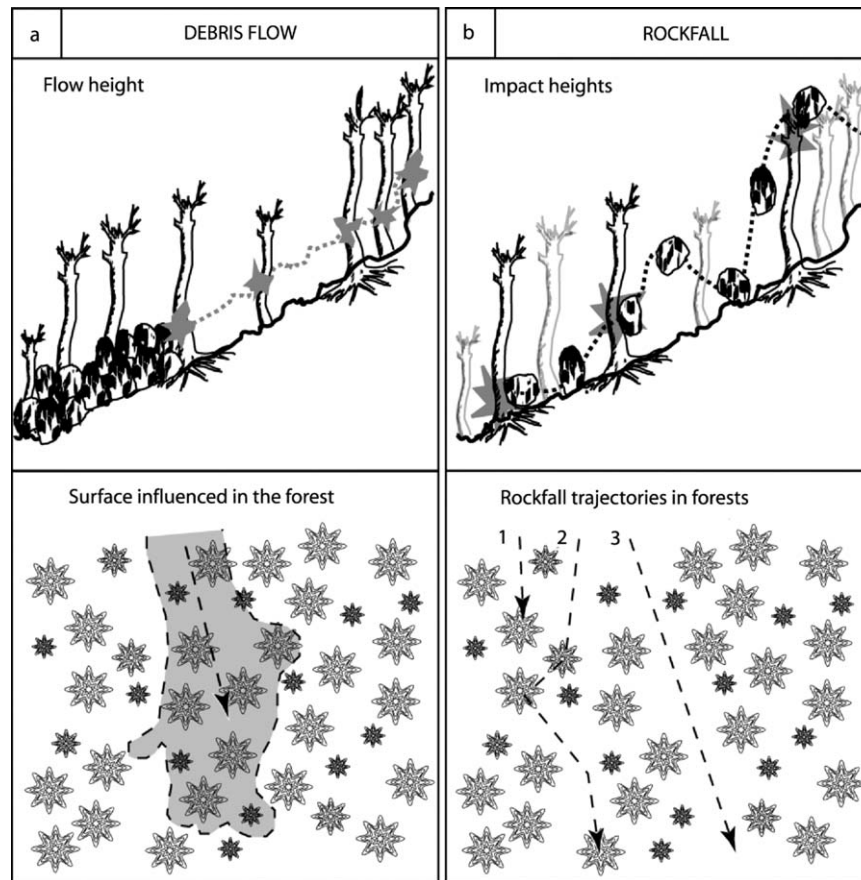 a
DEBRIS FLOW
Flow height
Surface influenced in the forest
b
ROCKFALL
Impact heights
Rockfall trajectories in forests
1 2 3